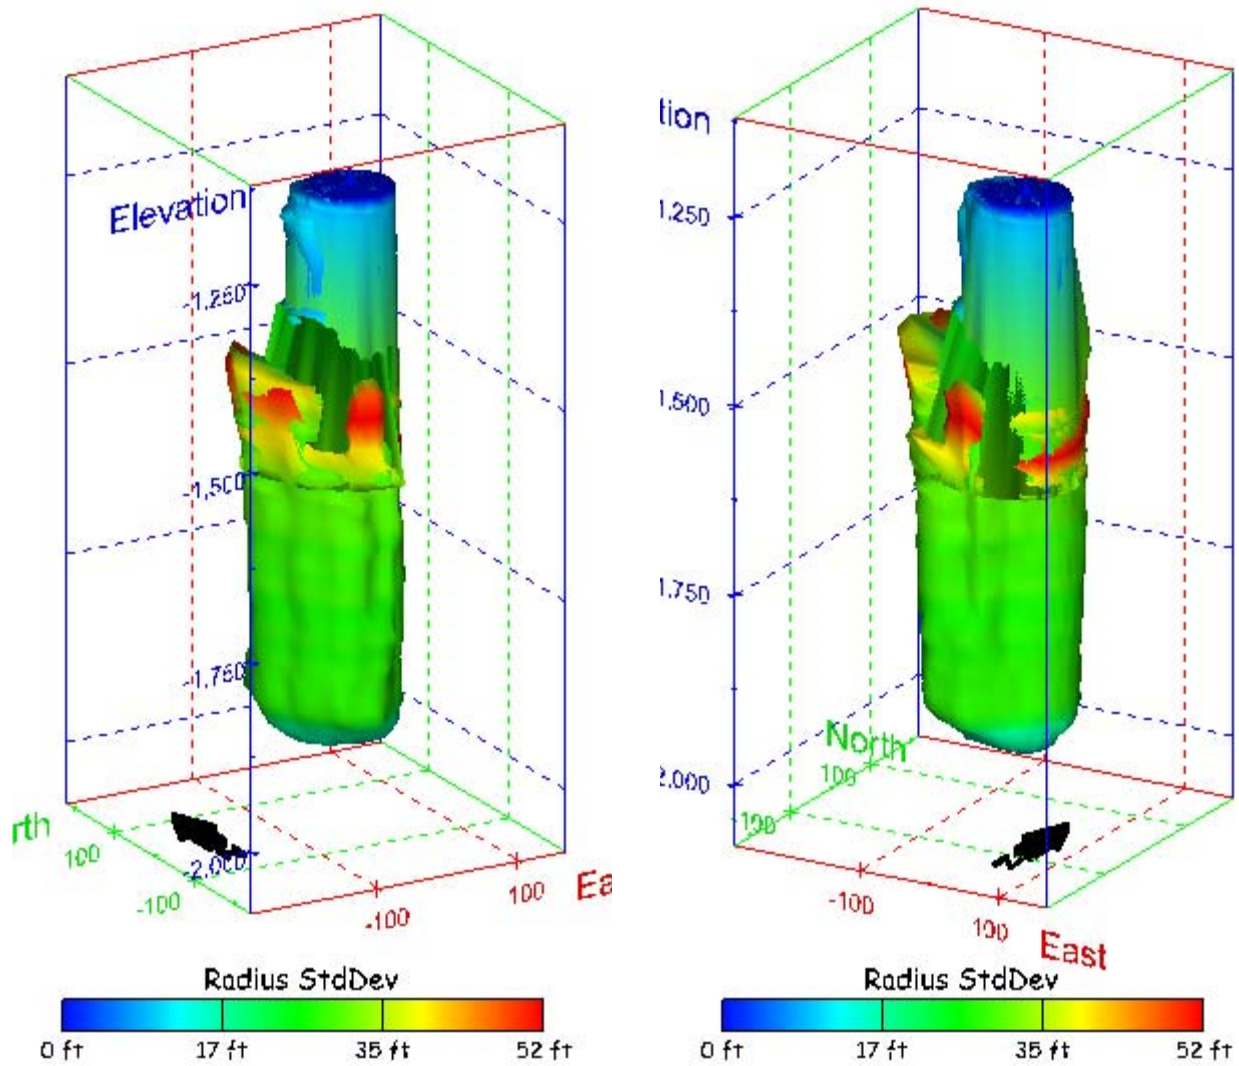 Elevation
-1,250
-1,500
-1,750
-2,000
rth
100
-100
-100
100
Ea
Radius StdDev
0 ft 17 ft 35 ft 52 ft
tion
1,250
1,500
1,750
2,000
North
100
100
-100
100
East
Radius StdDev
0 ft 17 ft 35 ft 52 ft